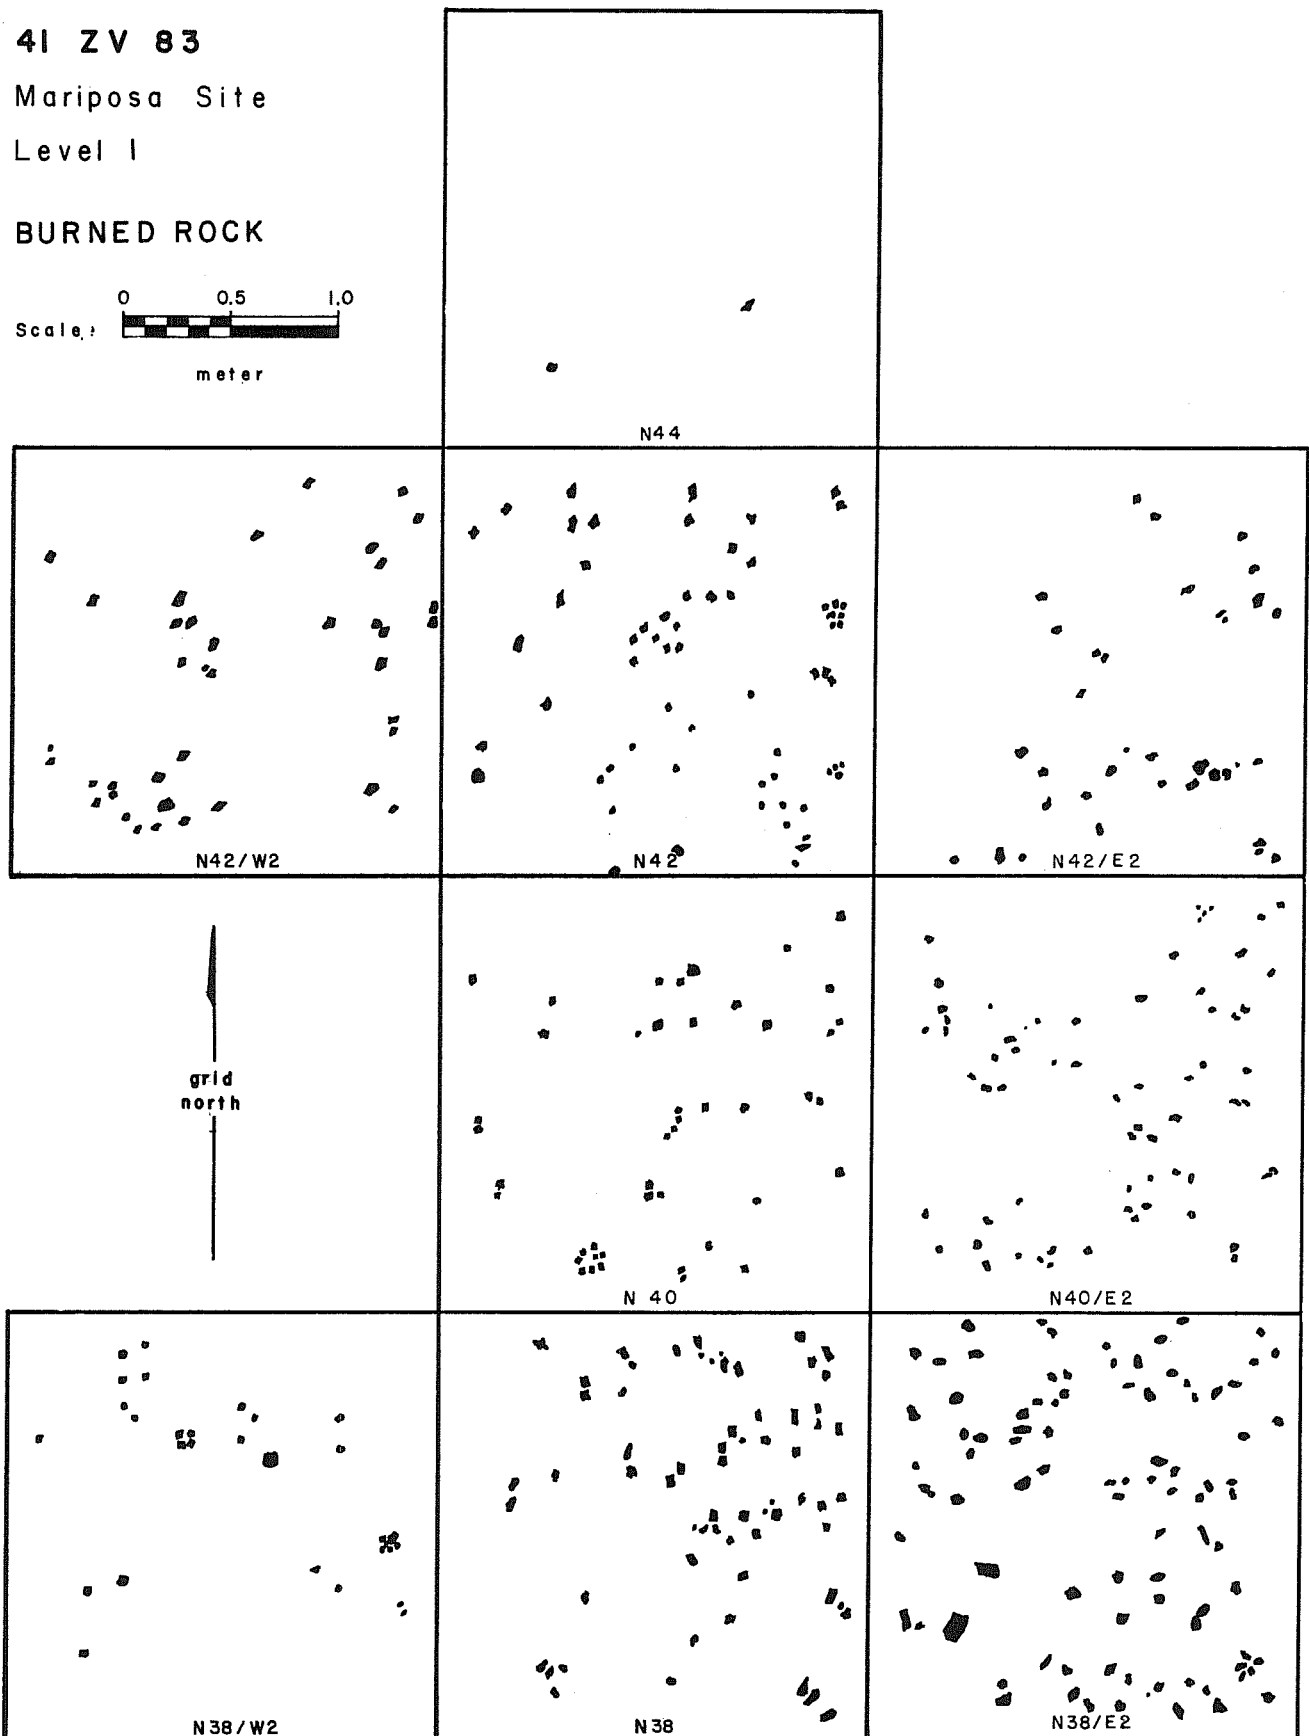 41 ZV 83
Mariposa Site
Level 1
BURNED ROCK
0 0.5 1.0
Scale:
meter
N44
N42/W2
N42
N42/E2
grid
north
N 40
N40/E2
N38/W2
N38
N38/E2